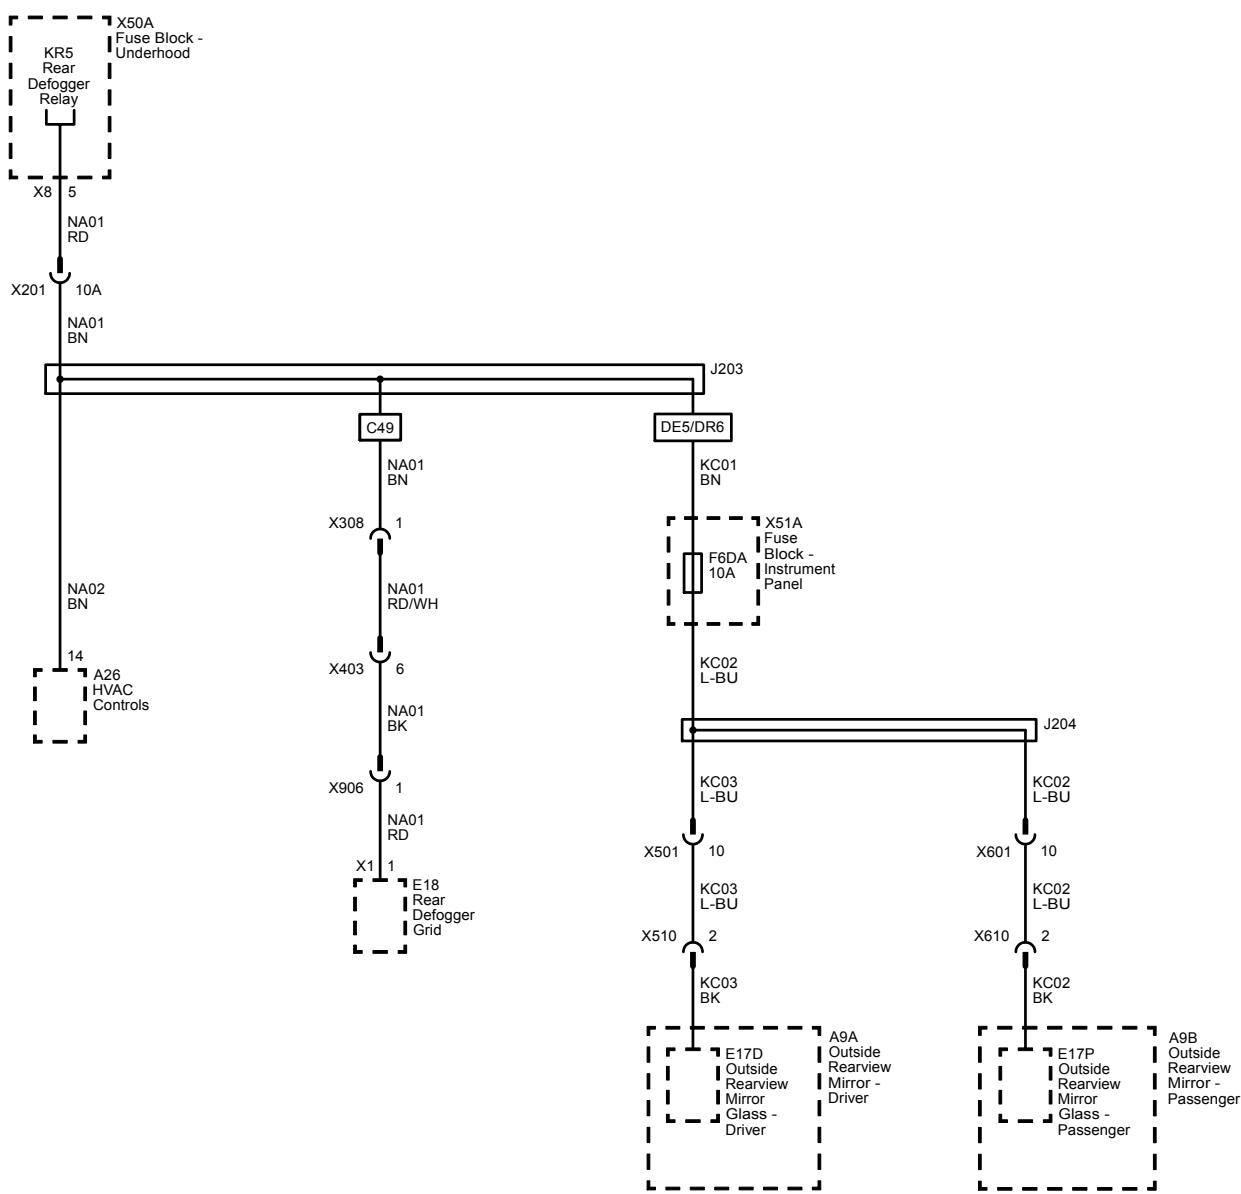 X50A
Fuse Block -
Underhood
KR5
Rear
Defogger
Relay
X8 5
NA01
RD
X201 10A
NA01
BN
J203
C49
DE5/DR6
NA01
BN
KC01
BN
X308 1
X51A
Fuse
Block -
Instrument
Panel
F6DA
10A
NA02
BN
NA01
RD/WH
14
A26
HVAC
Controls
X403 6
KC02
L-BU
NA01
BK
J204
X906 1
KC03
L-BU
KC02
L-BU
NA01
RD
X501 10
X601 10
X1 1
E18
Rear
Defogger
Grid
KC03
L-BU
KC02
L-BU
X510 2
X610 2
KC03
BK
KC02
BK
A9A
Outside
Rearview
Mirror -
Driver
E17D
Outside
Rearview
Mirror
Glass -
Driver
A9B
Outside
Rearview
Mirror -
Passenger
E17P
Outside
Rearview
Mirror
Glass -
Passenger